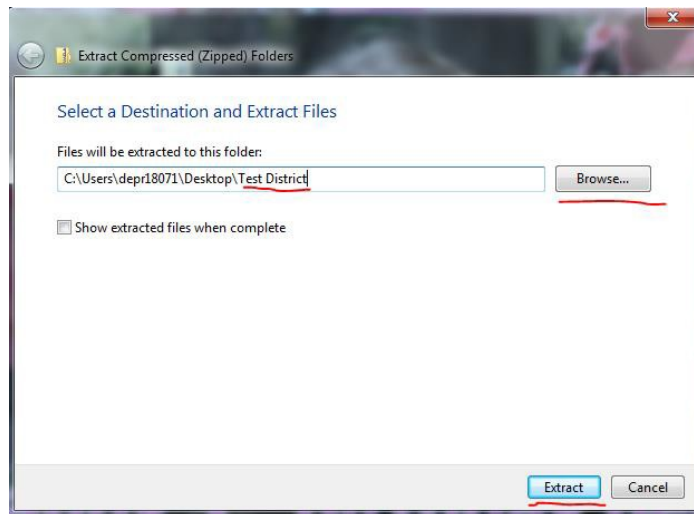 Extract Compressed (Zipped) Folders
Select a Destination and Extract Files
Files will be extracted to this folder:
C:\Users\depr18071\Desktop\Test District
Browse...
Show extracted files when complete
Extract
Cancel